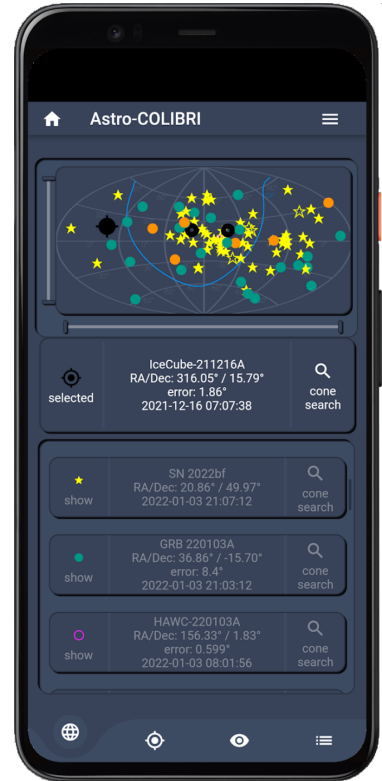 Astro-COLIBRI
IceCube-211216A
RA/Dec: 316.05° / 15.79°
error: 1.86°
2021-12-16 07:07:38
selected
cone
search
SN 2022bf
RA/Dec: 20.86° / 49.97°
2022-01-03 21:07:12
show
cone
search
GRB 220103A
RA/Dec: 36.86° / -15.70°
error: 8.4°
2022-01-03 21:03:12
show
cone
search
HAWC-220103A
RA/Dec: 156.33° / 1.83°
error: 0.599°
2022-01-03 08:01:56
show
cone
search